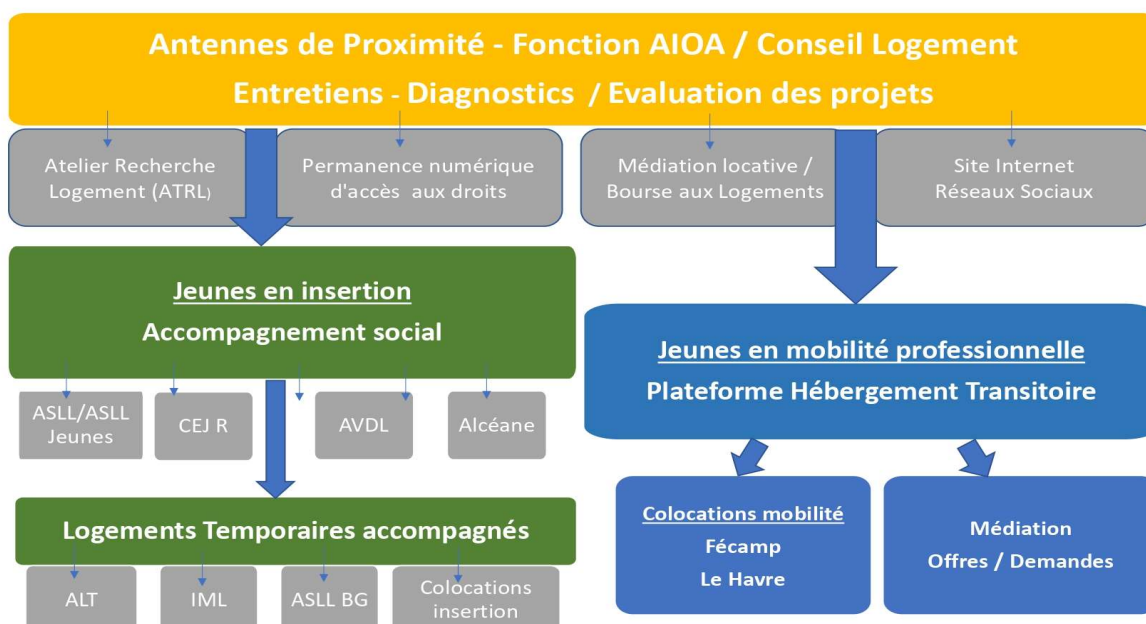 Antennes de Proximité - Fonction AIOA / Conseil Logement
Entretiens - Diagnostics / Evaluation des projets
Atelier Recherche
Logement (ATRL)
Permanence numérique
d'accès aux droits
Médiation locative /
Bourse aux Logements
Site Internet
Réseaux Sociaux
Jeunes en insertion
Accompagnement social
ASLL/ASLL
Jeunes
CEJ R
AVDL
Alcéane
Logements Temporaires accompagnés
ALT
IML
ASLL BG
Colocations
insertion
Jeunes en mobilité professionnelle
Plateforme Hébergement Transitoire
Colocations mobilité
Fécamp
Le Havre
Médiation
Offres / Demandes